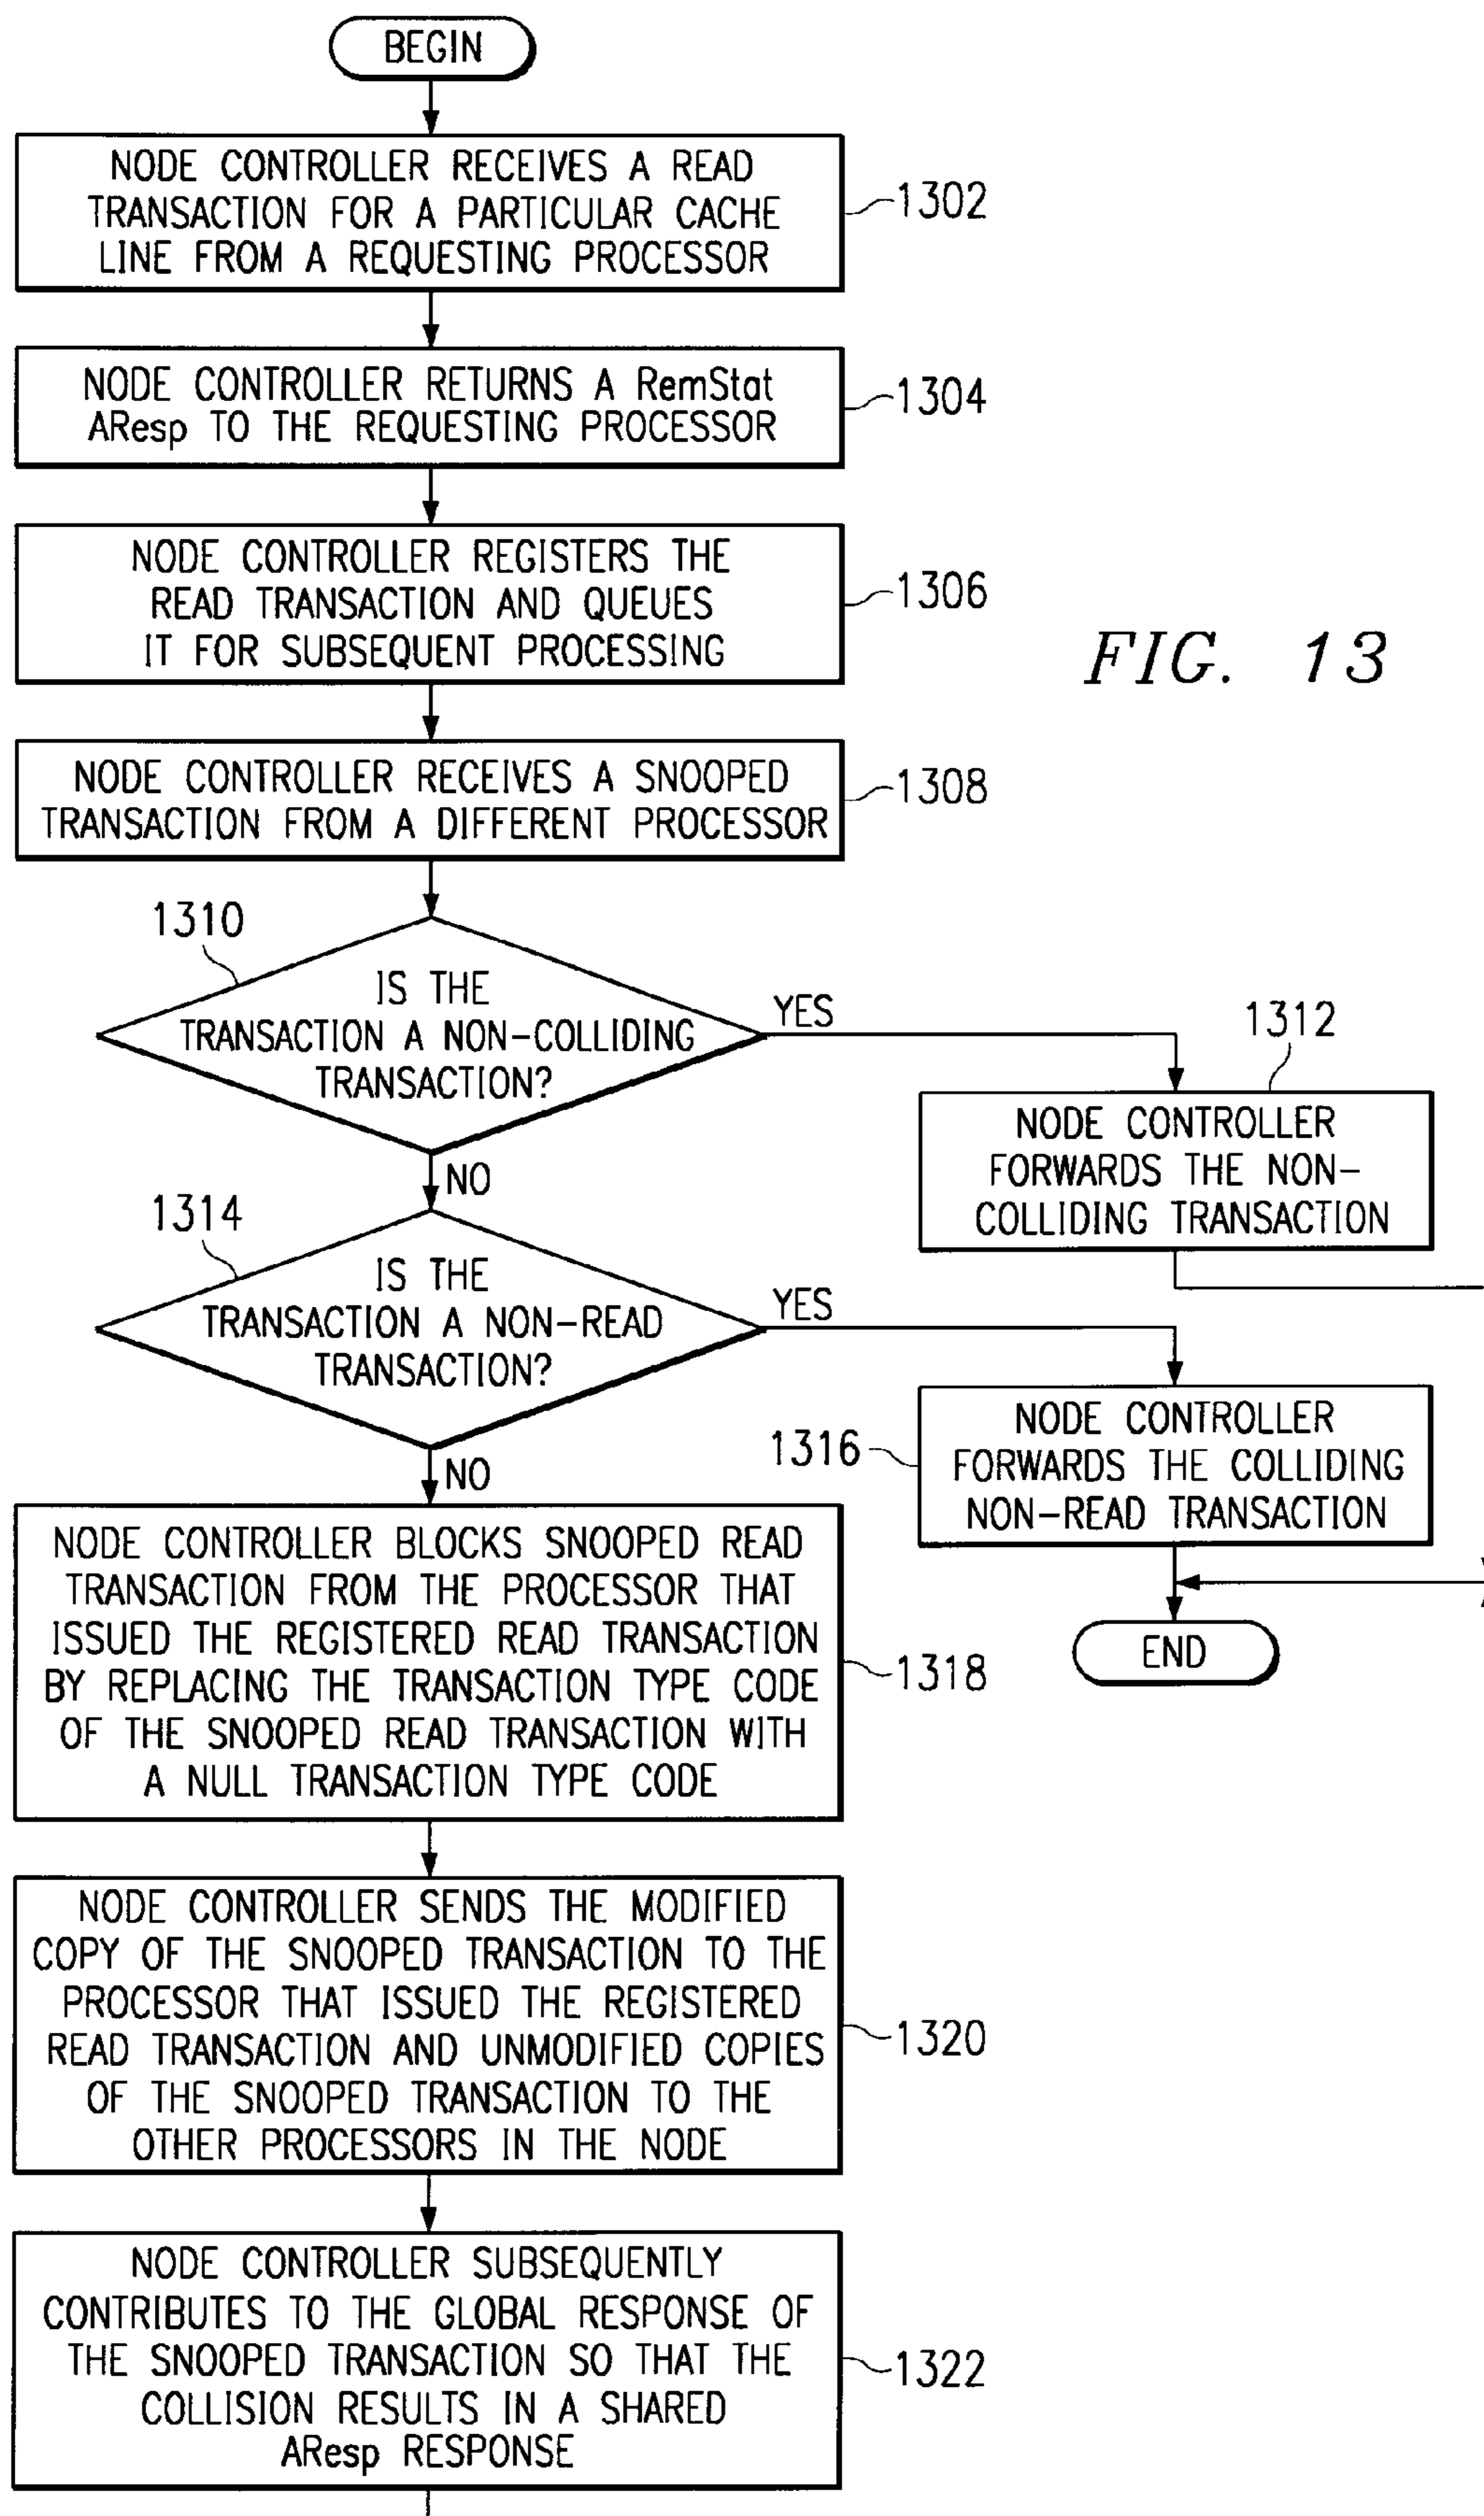 BEGIN
NODE CONTROLLER RECEIVES A READ
TRANSACTION FOR A PARTICULAR CACHE
LINE FROM A REQUESTING PROCESSOR
1302
NODE CONTROLLER RETURNS A RemStat
AResp TO THE REQUESTING PROCESSOR
1304
NODE CONTROLLER REGISTERS THE
READ TRANSACTION AND QUEUES
IT FOR SUBSEQUENT PROCESSING
1306
FIG. 13
NODE CONTROLLER RECEIVES A SNOOPED
TRANSACTION FROM A DIFFERENT PROCESSOR
1308
1310
IS THE
TRANSACTION A NON-COLLIDING
TRANSACTION?
YES
NO
1312
NODE CONTROLLER
FORWARDS THE NON-
COLLIDING TRANSACTION
1314
IS THE
TRANSACTION A NON-READ
TRANSACTION?
YES
NO
1316
NODE CONTROLLER
FORWARDS THE COLLIDING
NON-READ TRANSACTION
END
NODE CONTROLLER BLOCKS SNOOPED READ
TRANSACTION FROM THE PROCESSOR THAT
ISSUED THE REGISTERED READ TRANSACTION
BY REPLACING THE TRANSACTION TYPE CODE
OF THE SNOOPED READ TRANSACTION WITH
A NULL TRANSACTION TYPE CODE
1318
NODE CONTROLLER SENDS THE MODIFIED
COPY OF THE SNOOPED TRANSACTION TO THE
PROCESSOR THAT ISSUED THE REGISTERED
READ TRANSACTION AND UNMODIFIED COPIES
OF THE SNOOPED TRANSACTION TO THE
OTHER PROCESSORS IN THE NODE
1320
NODE CONTROLLER SUBSEQUENTLY
CONTRIBUTES TO THE GLOBAL RESPONSE OF
THE SNOOPED TRANSACTION SO THAT THE
COLLISION RESULTS IN A SHARED
AResp RESPONSE
1322